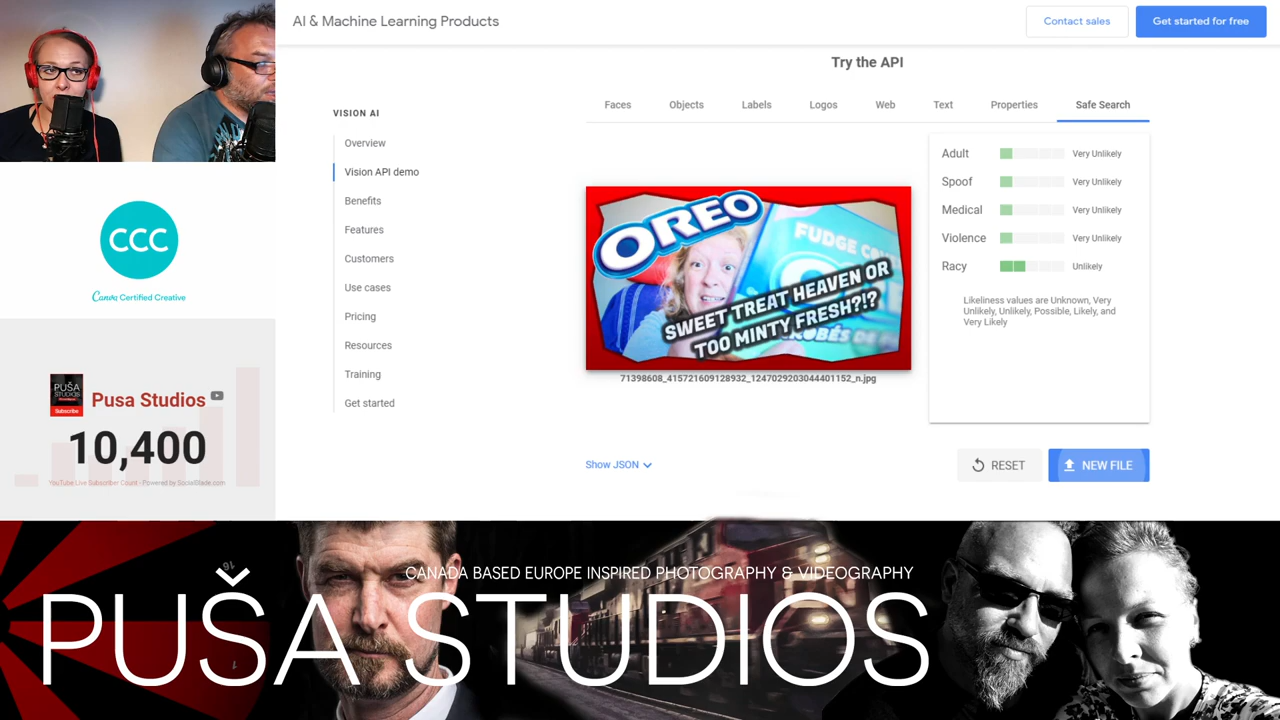 AI & Machine Learning Products
Contact sales
Get started for free
Try the API
VISION AI
Faces
Objects
Labels
Logos
Web
Text
Properties
Safe Search
Overview
Vision API demo
Benefits
Features
Customers
Use cases
Pricing
Resources
Training
Get started
OREO
FUDGE
SWEET TREAT HEAVEN OR
TOO MINTY FRESH?!?
71398608_415721609128932_1247029203044401152_n.jpg
Adult Very Unlikely
Spoof Very Unlikely
Medical Very Unlikely
Violence Very Unlikely
Racy Unlikely
Likeliness values are Unknown, Very
Unlikely, Unlikely, Possible, Likely, and
Very Likely
Show JSON
RESET
NEW FILE
CCC
Canva Certified Creative
PUŠA
STUDIOS
Subscribe
Pusa Studios
10,400
YouTube Live Subscriber Count - Powered by SocialBlade.com
16
1
CANADA BASED EUROPE INSPIRED PHOTOGRAPHY & VIDEOGRAPHY
PUŠA STUDIOS